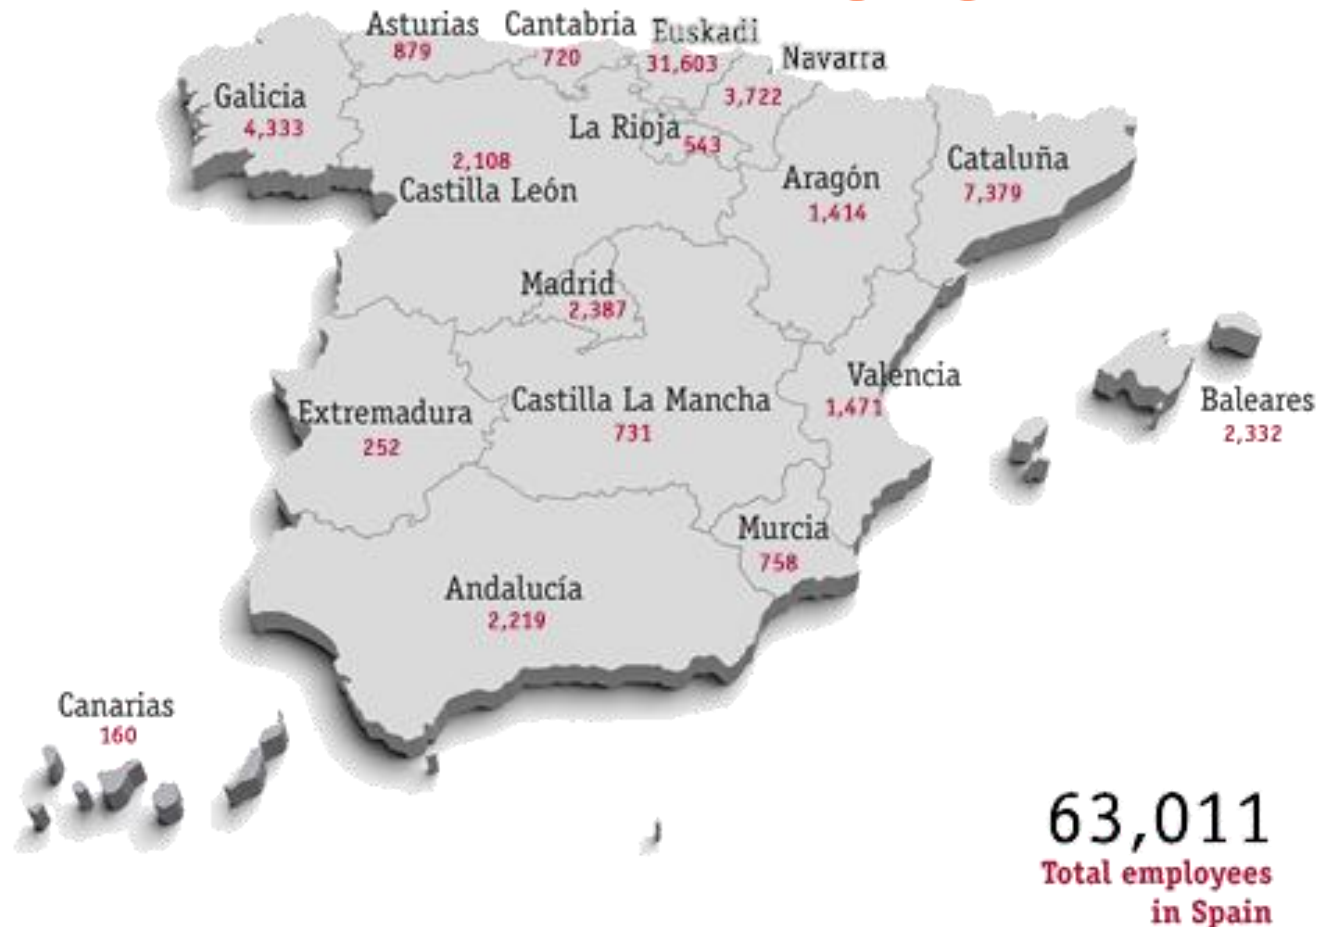 Asturias
879
Cantabria
720
Euskadi
31,603
Navarra
3,722
Galicia
4,333
La Rioja
543
2,108
Castilla León
Aragón
1,414
Cataluña
7,379
Madrid
2,387
Valencia
1,471
Extremadura
252
Castilla La Mancha
731
Baleares
2,332
Murcia
758
Andalucía
2,219
Canarias
160
63,011
Total employees
in Spain